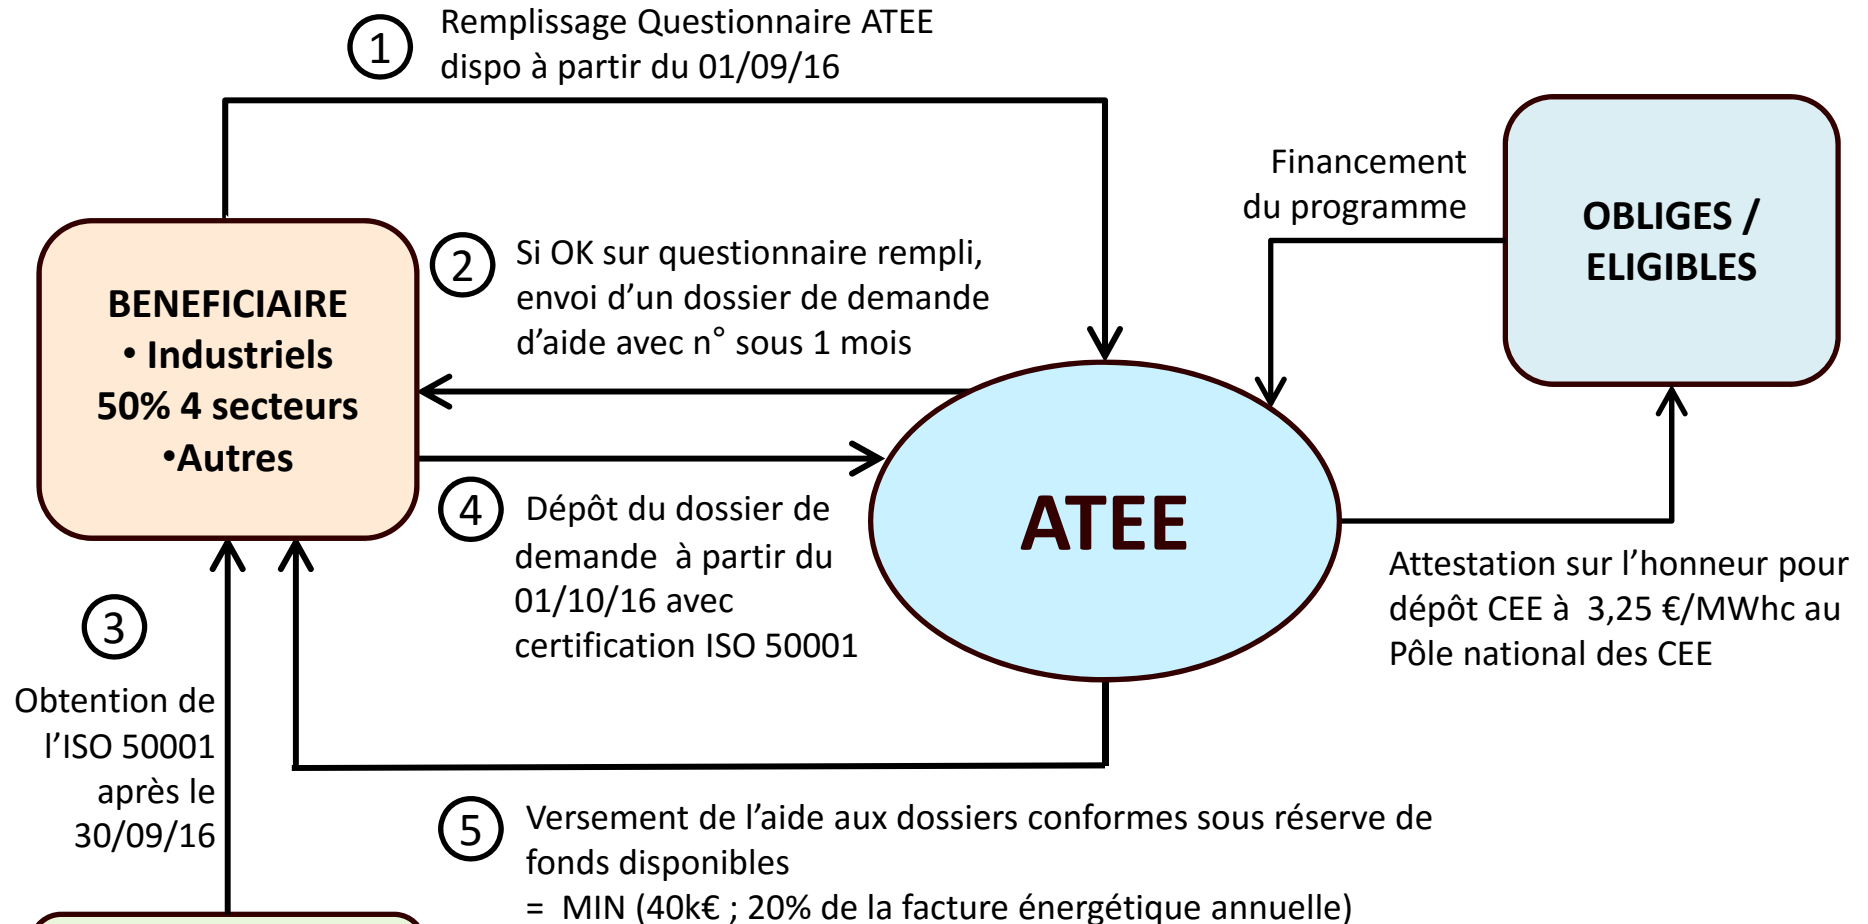 1
Remplissage Questionnaire ATEE
dispo à partir du 01/09/16
Financement
du programme
OBLIGES /
ELIGIBLES
BENEFICIAIRE
• Industriels
50% 4 secteurs
•Autres
2
Si OK sur questionnaire rempli,
envoi d’un dossier de demande
d’aide avec n° sous 1 mois
ATEE
4
Dépôt du dossier de
demande à partir du
01/10/16 avec
certification ISO 50001
Attestation sur l’honneur pour
dépôt CEE à 3,25 €/MWhc au
Pôle national des CEE
3
Obtention de
l’ISO 50001
après le
30/09/16
5
Versement de l’aide aux dossiers conformes sous réserve de
fonds disponibles
= MIN (40k€ ; 20% de la facture énergétique annuelle)